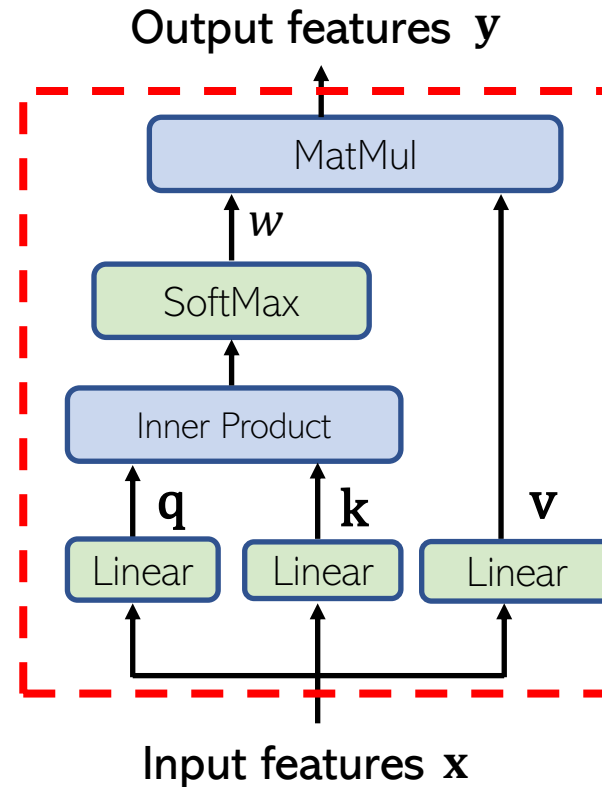 Output features y
MatMul
w
SoftMax
Inner Product
q k v
Linear Linear Linear
Input features x